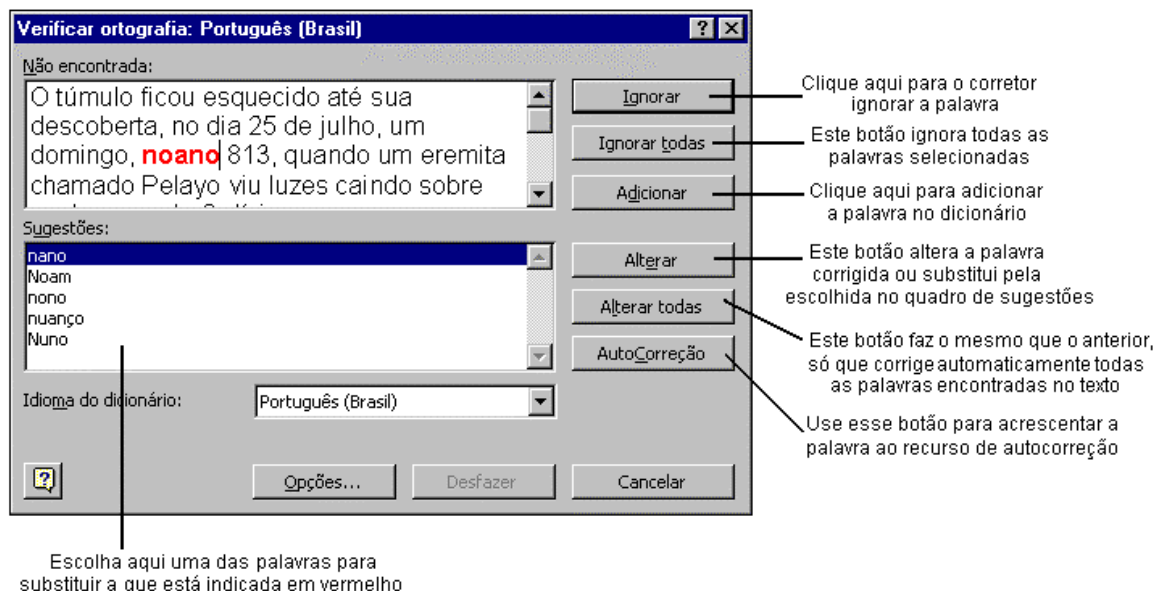 Verificar ortografia: Português (Brasil)
Não encontrada:
O túmulo ficou esquecido até sua
descoberta, no dia 25 de julho, um
domingo, noano 813, quando um eremita
chamado Pelayo viu luzes caindo sobre
Sugestões:
nano
Noam
nono
nuanço
Nuno
Idioma do dicionário:
Português (Brasil)
Opções...
Desfazer
Cancelar
Ignorar
Ignorar todas
Adicionar
Alterar
Alterar todas
AutoCorreção
Clique aqui para o corretor
ignorar a palavra
Este botão ignora todas as
palavras selecionadas
Clique aqui para adicionar
a palavra no dicionário
Este botão altera a palavra
corrigida ou substitui pela
escolhida no quadro de sugestões
Este botão faz o mesmo que o anterior,
só que corrige automaticamente todas
as palavras encontradas no texto
Use esse botão para acrescentar a
palavra ao recurso de autocorreção
Escolha aqui uma das palavras para
substituir a que está indicada em vermelho